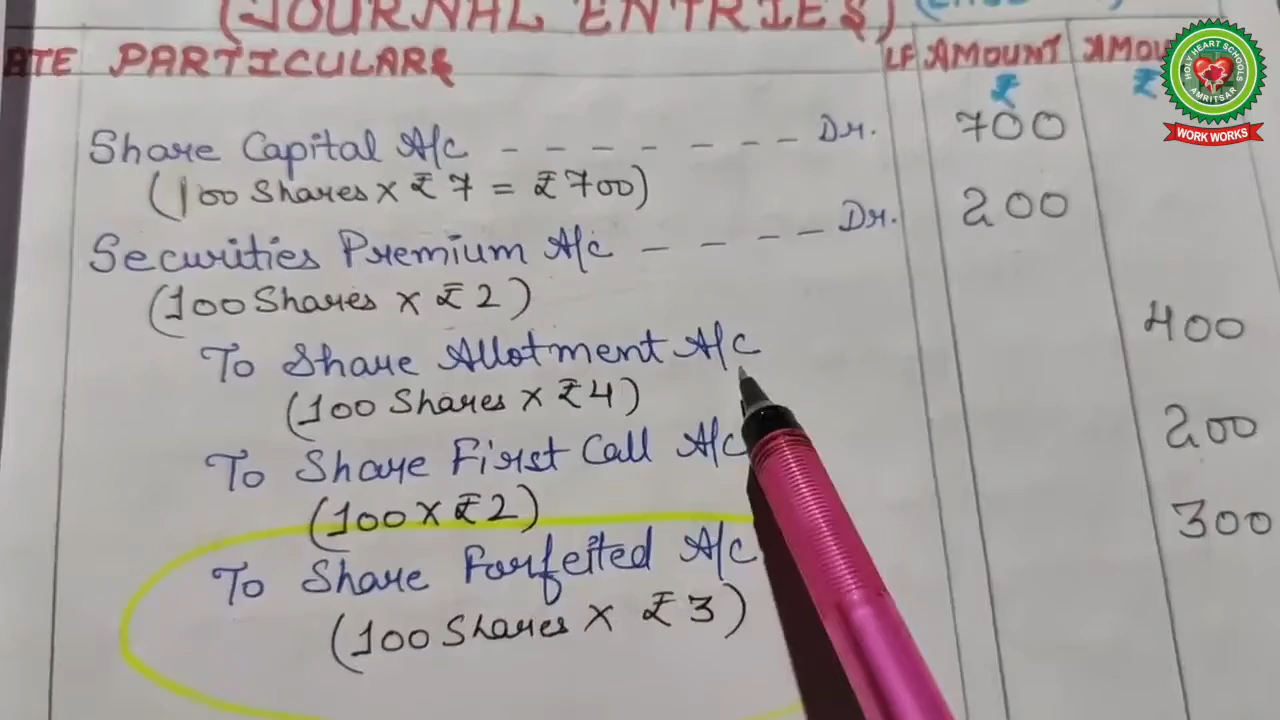 (JOURNAL ENTRIES)
ATE PARTICULARS LF AMOUNT AMOU
₹ ₹
Share Capital A/c - - - - - - - Dr. 700
(100 Shares x ₹7 = ₹700)
Securities Premium A/c - - - - Dr. 200
(100 Shares x ₹2)
To Share Allotment A/c 400
(100 Shares x ₹4)
To Share First Call A/c 200
(100 x ₹2)
To Share Forfeited A/c 300
(100 Shares x ₹3)
HOLY HEART SCHOOLS
AMRITSAR
WORK WORKS